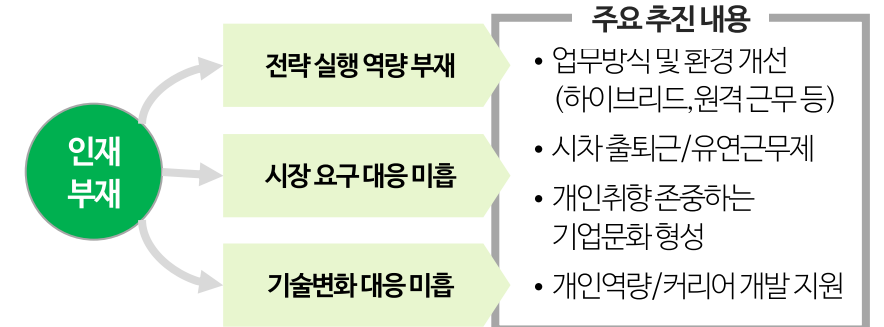 인재
부재
전략 실행 역량 부재
시장 요구 대응 미흡
기술변화 대응 미흡
주요 추진 내용
• 업무방식 및 환경 개선
(하이브리드,원격 근무 등)
• 시차 출퇴근/유연근무제
• 개인취향 존중하는
기업문화 형성
• 개인역량/커리어 개발 지원